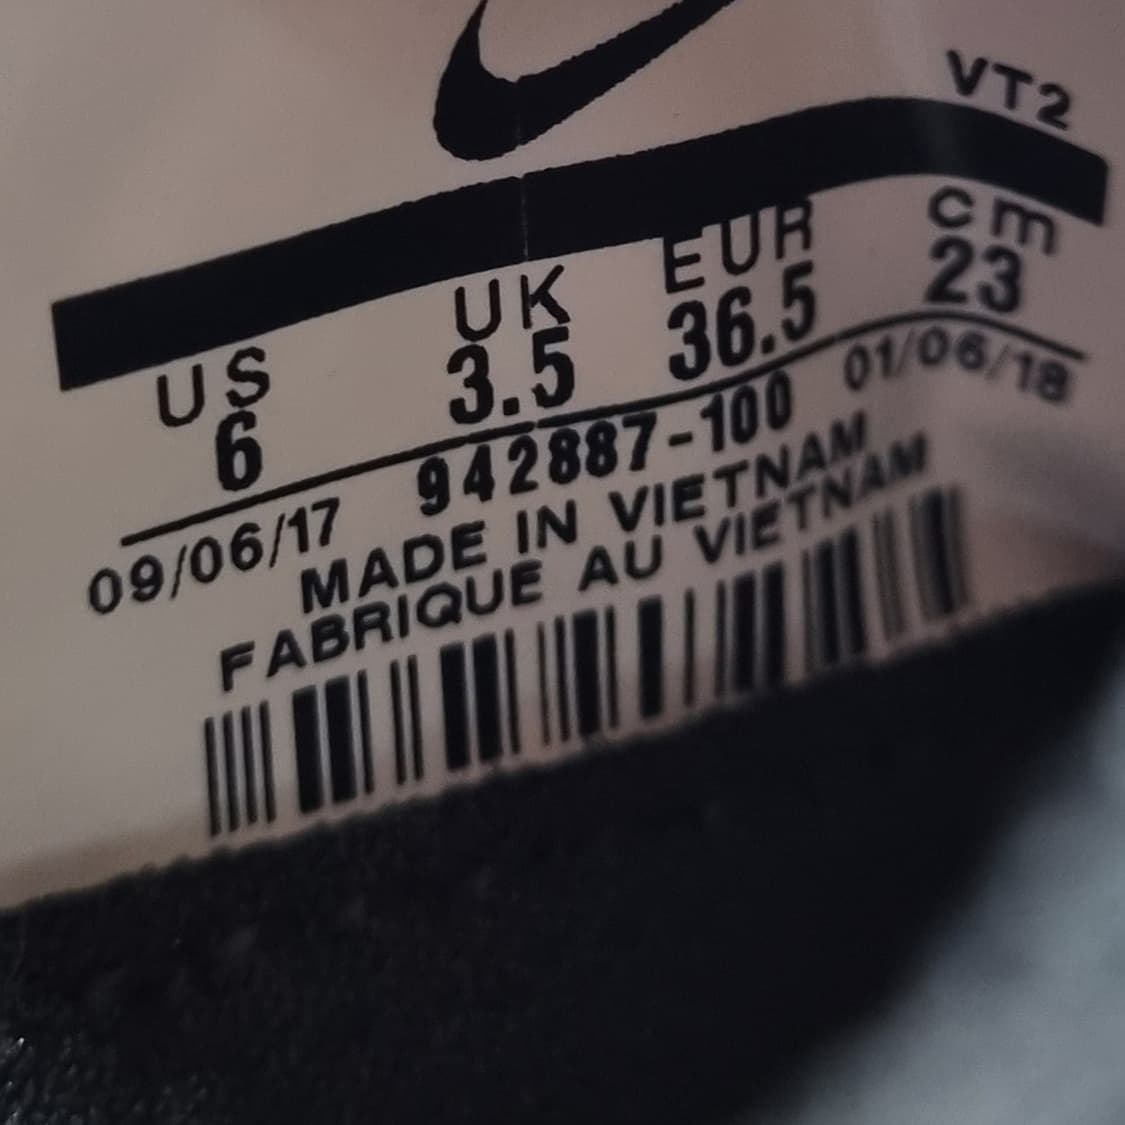 VT2
US UK EUR cm
6 3.5 36.5 23
09/06/17 942887-100 01/06/18
MADE IN VIETNAM
FABRIQUE AU VIETNAM